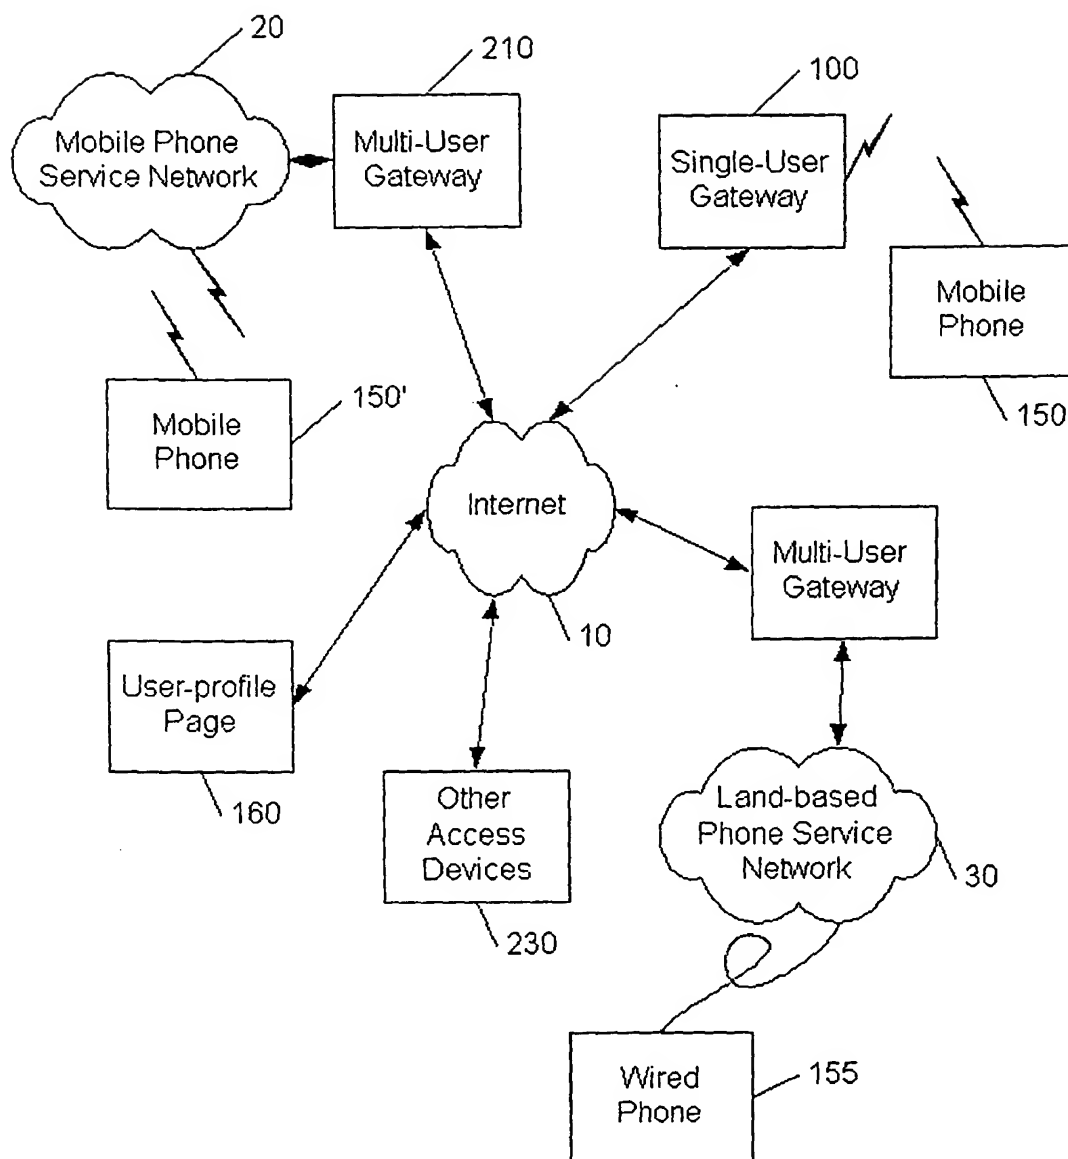 20
210
100
Mobile Phone
Service Network
Multi-User
Gateway
Single-User
Gateway
Mobile
Phone
150'
150
Mobile
Phone
Internet
Multi-User
Gateway
10
User-profile
Page
160
Other
Access
Devices
230
Land-based
Phone Service
Network
30
Wired
Phone
155